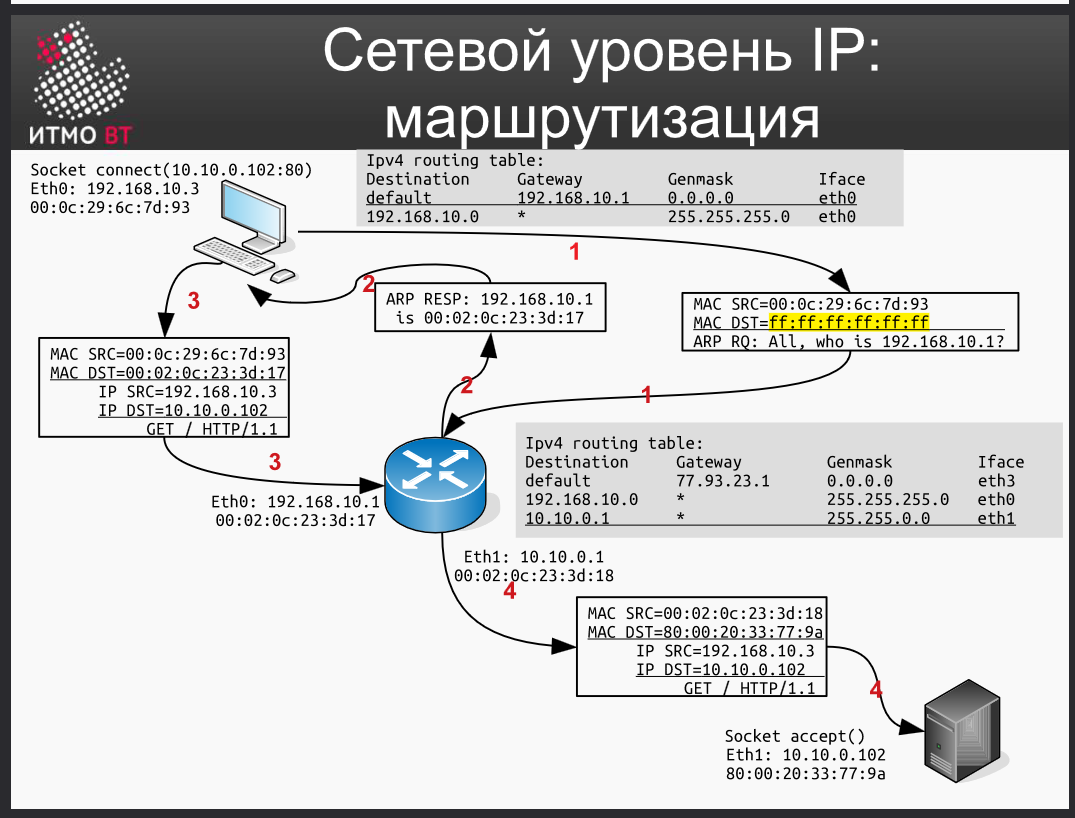 Сетевой уровень IP:
маршрутизация
ИТМО ВТ
Socket connect(10.10.0.102:80)
Eth0: 192.168.10.3
00:0c:29:6c:7d:93
Ipv4 routing table:
Destination Gateway Genmask Iface
default 192.168.10.1 0.0.0.0 eth0
192.168.10.0 * 255.255.255.0 eth0
1
2
3
ARP RESP: 192.168.10.1
is 00:02:0c:23:3d:17
MAC SRC=00:0c:29:6c:7d:93
MAC DST=ff:ff:ff:ff:ff:ff
ARP RQ: All, who is 192.168.10.1?
MAC SRC=00:0c:29:6c:7d:93
MAC DST=00:02:0c:23:3d:17
IP SRC=192.168.10.3
IP DST=10.10.0.102
GET / HTTP/1.1
2
1
3
Eth0: 192.168.10.1
00:02:0c:23:3d:17
Ipv4 routing table:
Destination Gateway Genmask Iface
default 77.93.23.1 0.0.0.0 eth3
192.168.10.0 * 255.255.255.0 eth0
10.10.0.1 * 255.255.0.0 eth1
Eth1: 10.10.0.1
00:02:0c:23:3d:18
4
MAC SRC=00:02:0c:23:3d:18
MAC DST=80:00:20:33:77:9a
IP SRC=192.168.10.3
IP DST=10.10.0.102
GET / HTTP/1.1
4
Socket accept()
Eth1: 10.10.0.102
80:00:20:33:77:9a